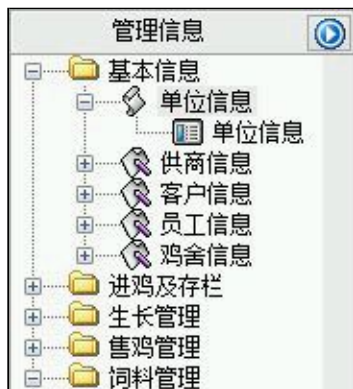 管理信息
基本信息
单位信息
单位信息
供商信息
客户信息
员工信息
鸡舍信息
进鸡及存栏
生长管理
售鸡管理
饲料管理